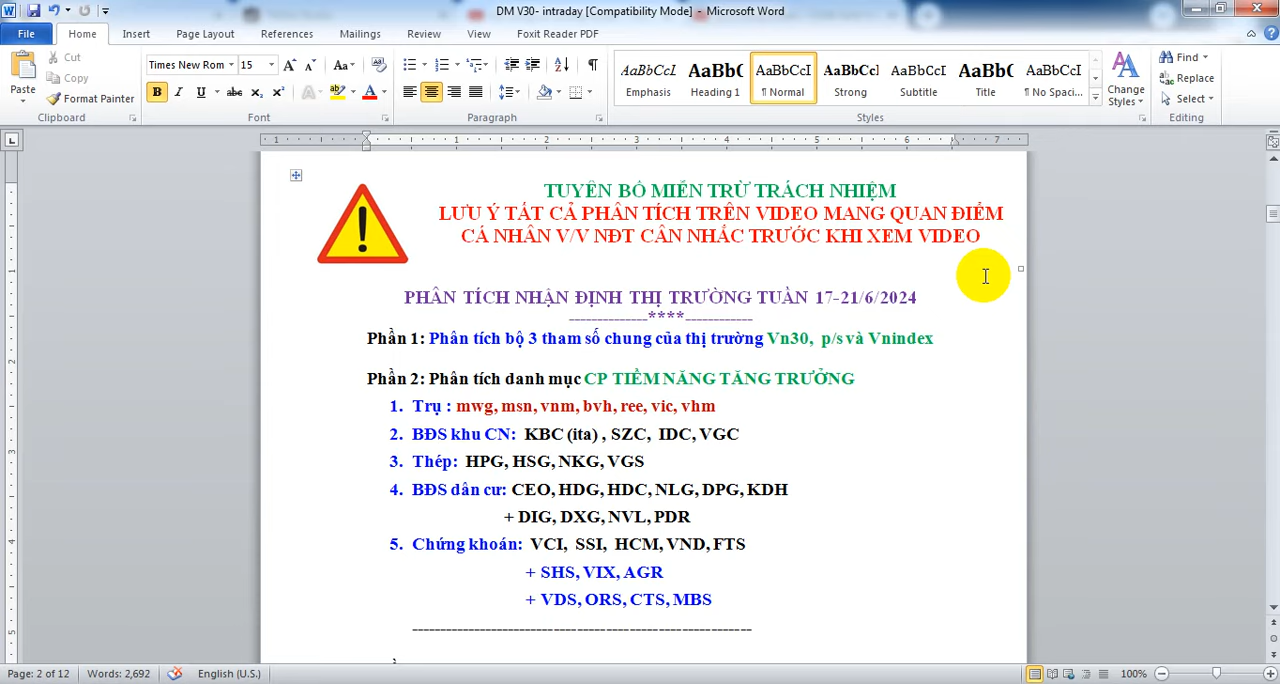 DM V30- intraday [Compatibility Mode] - Microsoft Word
File Home Insert Page Layout References Mailings Review View Foxit Reader PDF
Paste Cut Copy Format Painter
Times New Rom 15
AaBbCcI Emphasis AaBb( Heading 1 AaBbCcI ¶ Normal AaBbCcl Strong AaBbCcI Subtitle AaBb( Title AaBbCcI ¶ No Spaci...
Change Styles
Find Replace Select
Clipboard Font Paragraph Styles Editing
TUYÊN BỐ MIỄN TRỪ TRÁCH NHIỆM
LƯU Ý TẤT CẢ PHÂN TÍCH TRÊN VIDEO MANG QUAN ĐIỂM
CÁ NHÂN V/V NĐT CÂN NHẮC TRƯỚC KHI XEM VIDEO
PHÂN TÍCH NHẬN ĐỊNH THỊ TRƯỜNG TUẦN 17-21/6/2024
--------------****------------
Phần 1: Phân tích bộ 3 tham số chung của thị trường Vn30, p/s và Vnindex
Phần 2: Phân tích danh mục CP TIỀM NĂNG TĂNG TRƯỞNG
1. Trụ : mwg, msn, vnm, bvh, ree, vic, vhm
2. BĐS khu CN: KBC (ita) , SZC, IDC, VGC
3. Thép: HPG, HSG, NKG, VGS
4. BĐS dân cư: CEO, HDG, HDC, NLG, DPG, KDH
+ DIG, DXG, NVL, PDR
5. Chứng khoán: VCI, SSI, HCM, VND, FTS
+ SHS, VIX, AGR
+ VDS, ORS, CTS, MBS
------------------------------------------------------------
Page: 2 of 12 Words: 2,692 English (U.S.) 100%